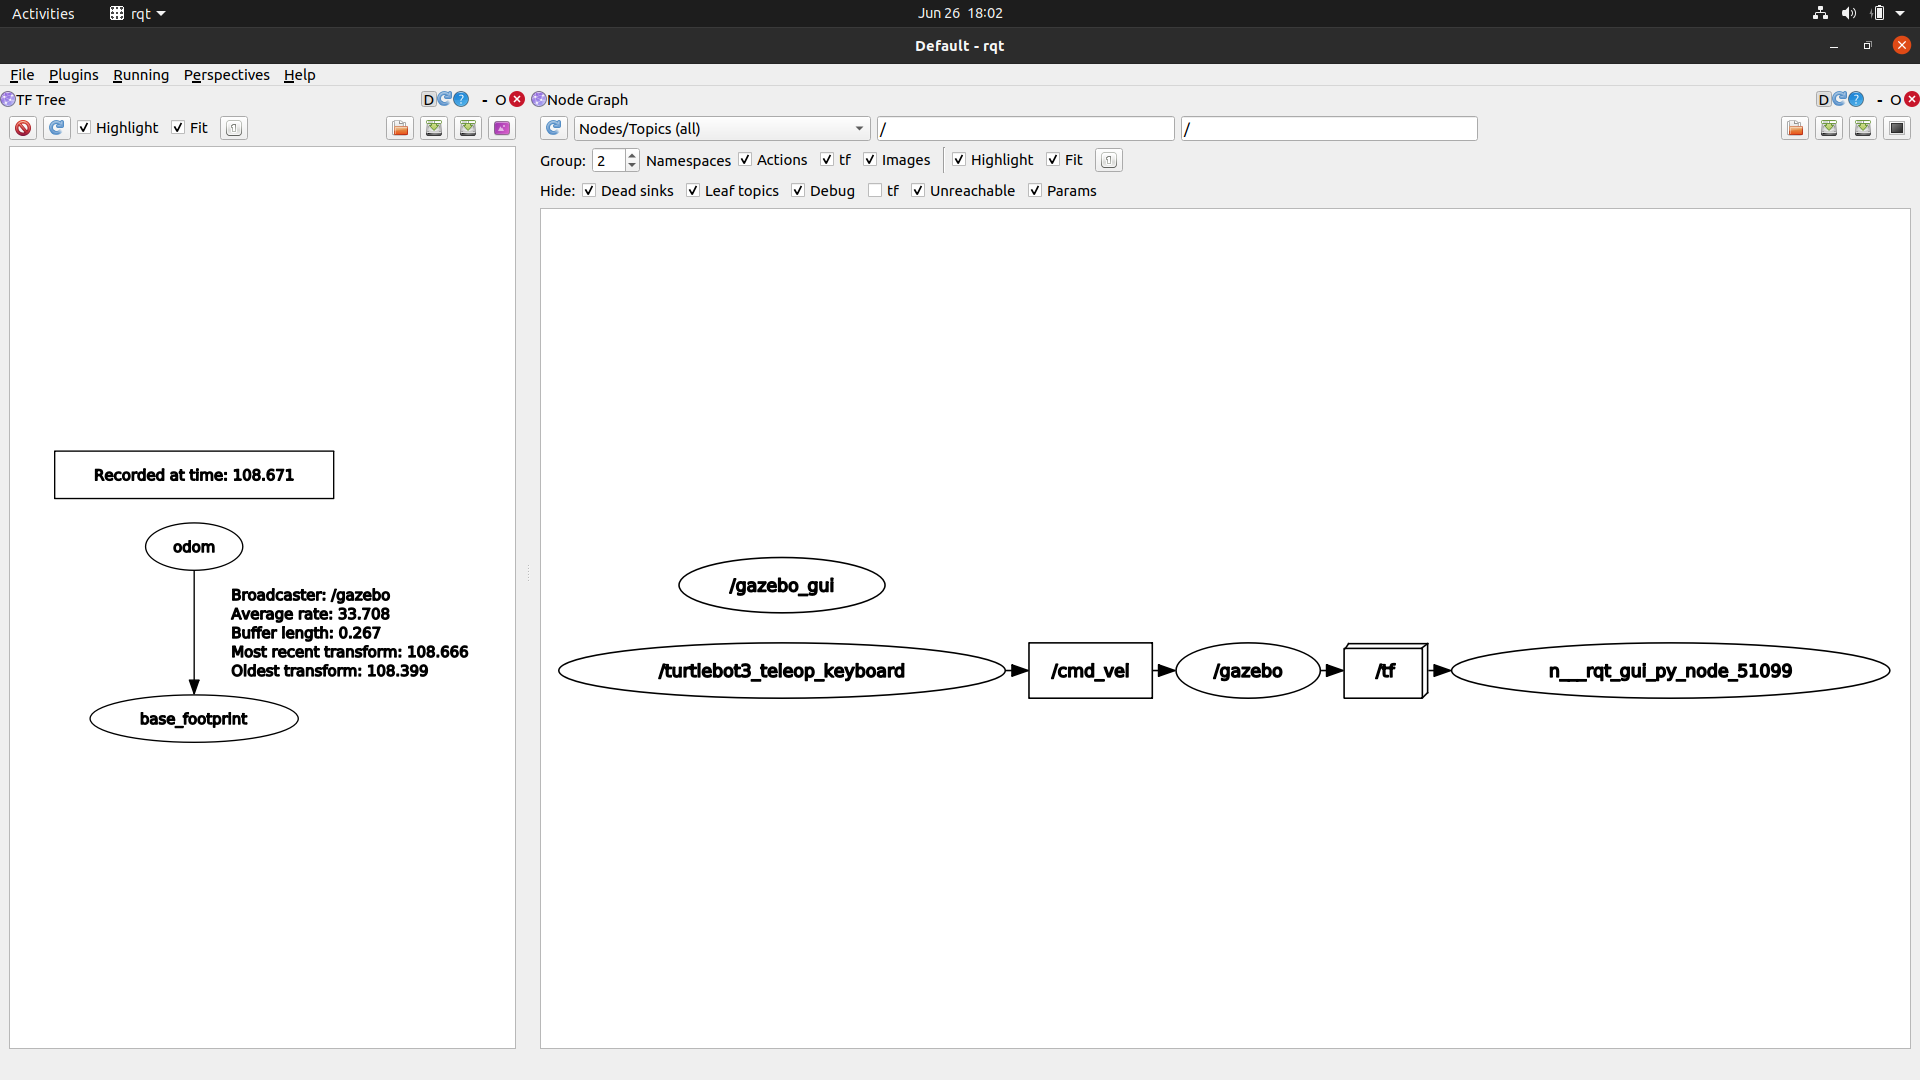 Activities
rqt
Jun 26 18:02
Default - rqt
File Plugins Running Perspectives Help
TF Tree
D
?
- O
Highlight
Fit
Recorded at time: 108.671
odom
Broadcaster: /gazebo
Average rate: 33.708
Buffer length: 0.267
Most recent transform: 108.666
Oldest transform: 108.399
base_footprint
Node Graph
D
?
- O
Nodes/Topics (all)
/
/
Group: 2 Namespaces Actions tf Images Highlight Fit
Hide: Dead sinks Leaf topics Debug tf Unreachable Params
/gazebo_gui
/turtlebot3_teleop_keyboard
/cmd_vel
/gazebo
/tf
n___rqt_gui_py_node_51099